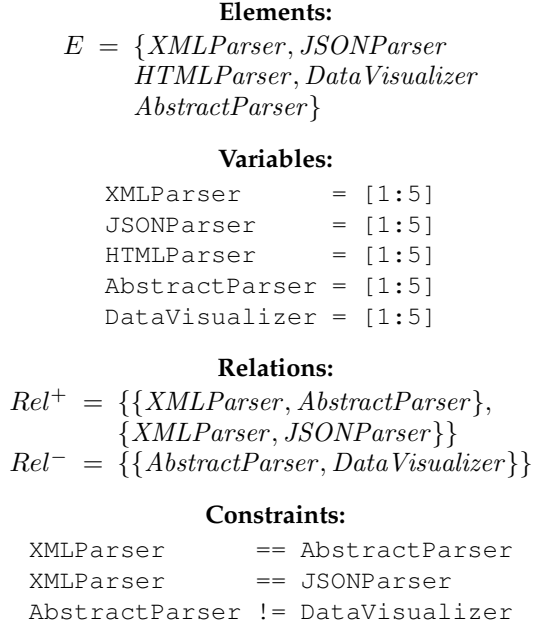 Elements:
E = {XMLParser, JSONParser
HTMLParser, DataVisualizer
AbstractParser}
Variables:
XMLParser = [1:5]
JSONParser = [1:5]
HTMLParser = [1:5]
AbstractParser = [1:5]
DataVisualizer = [1:5]
Relations:
Rel⁺ = {{XMLParser, AbstractParser},
{XMLParser, JSONParser}}
Rel⁻ = {{AbstractParser, DataVisualizer}}
Constraints:
XMLParser == AbstractParser
XMLParser == JSONParser
AbstractParser != DataVisualizer